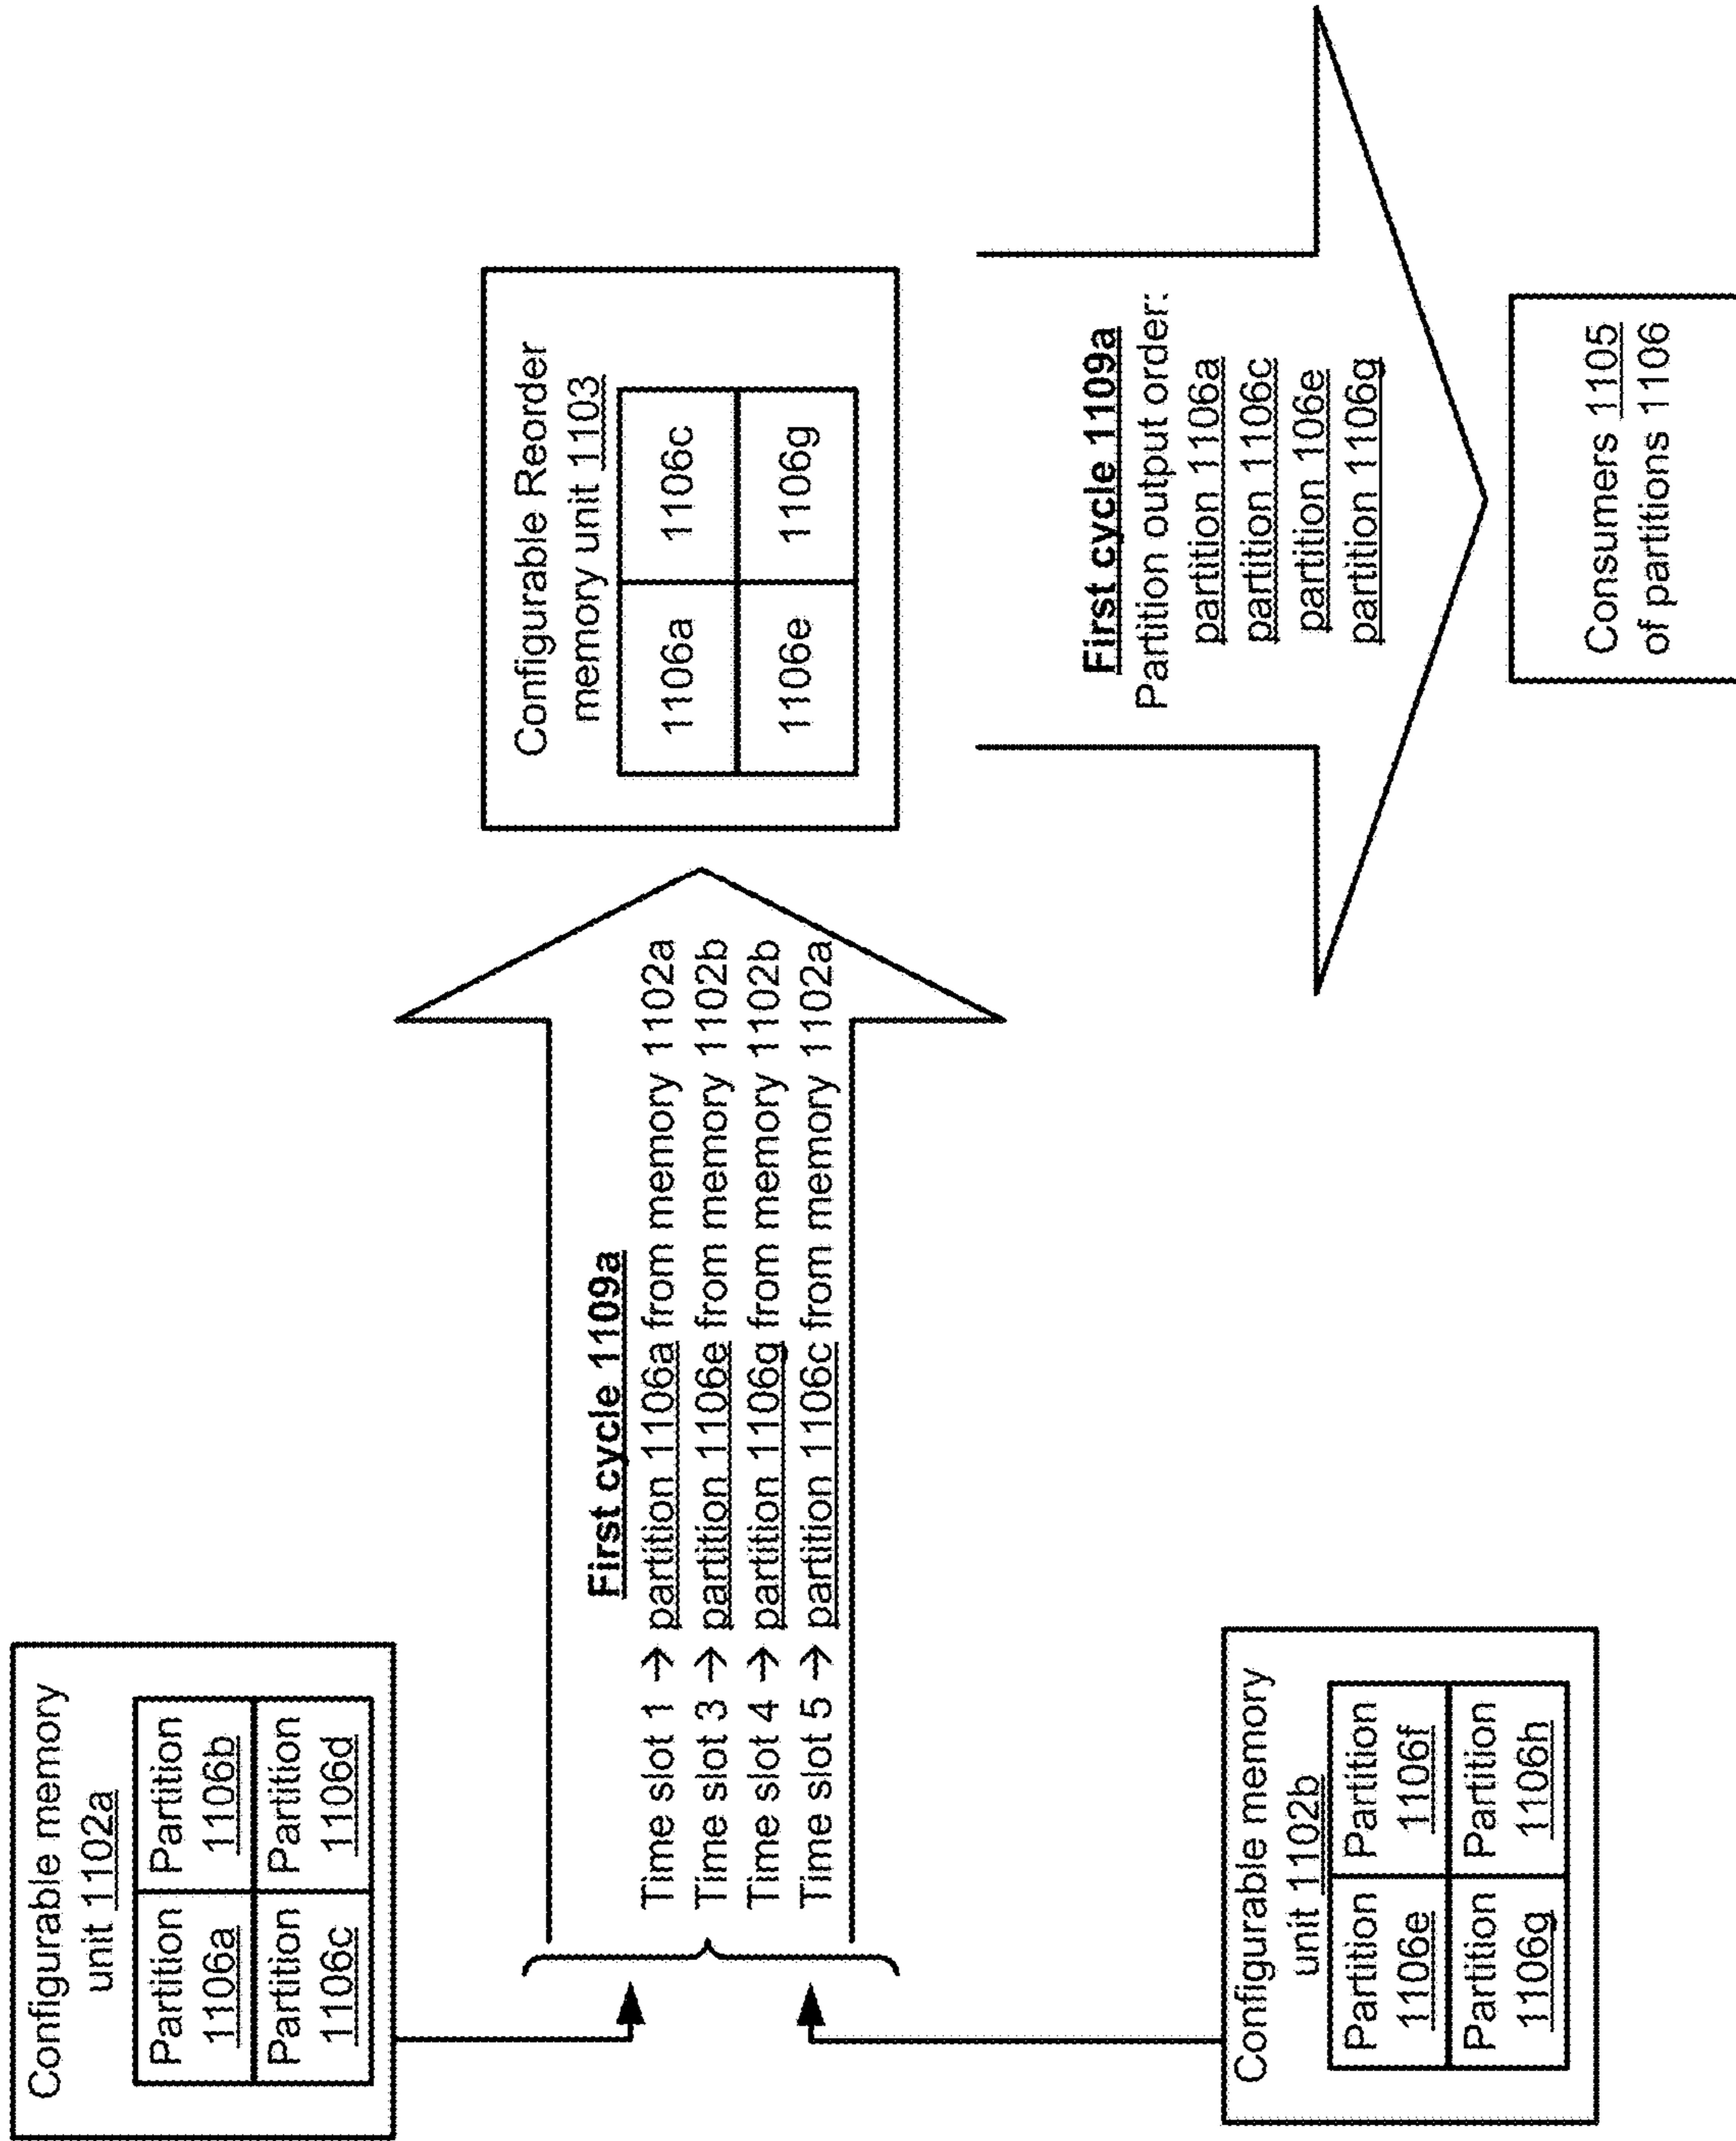 Configurable memory
unit 1102a
Partition Partition
1106a 1106b
Partition Partition
1106c 1106d
First cycle 1109a
Time slot 1 → partition 1106a from memory 1102a
Time slot 3 → partition 1106e from memory 1102b
Time slot 4 → partition 1106g from memory 1102b
Time slot 5 → partition 1106c from memory 1102a
Configurable memory
unit 1102b
Partition Partition
1106e 1106f
Partition Partition
1106g 1106h
Configurable Reorder
memory unit 1103
1106a 1106c
1106e 1106g
First cycle 1109a
Partition output order:
partition 1106a
partition 1106c
partition 106e
partition 1106g
Consumers 1105
of partitions 1106